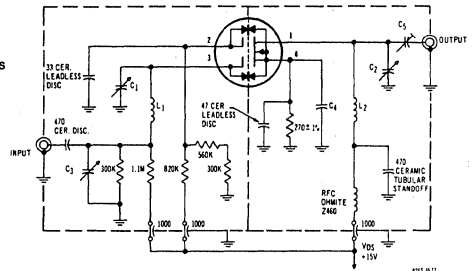 S
2
1
3
4
C5
OUTPUT
33 CER.
LEADLESS
DISC
C1
C2
47 CER
LEADLESS
DISC
C4
L1
L2
270Ω 1%
470
CER. DISC.
560K
470
CERAMIC
TUBULAR
STANDOFF
INPUT
C3
300K
1.1M
820K
300K
RFC
OHMITE
Z460
1000
1000
1000
VDS
+15V